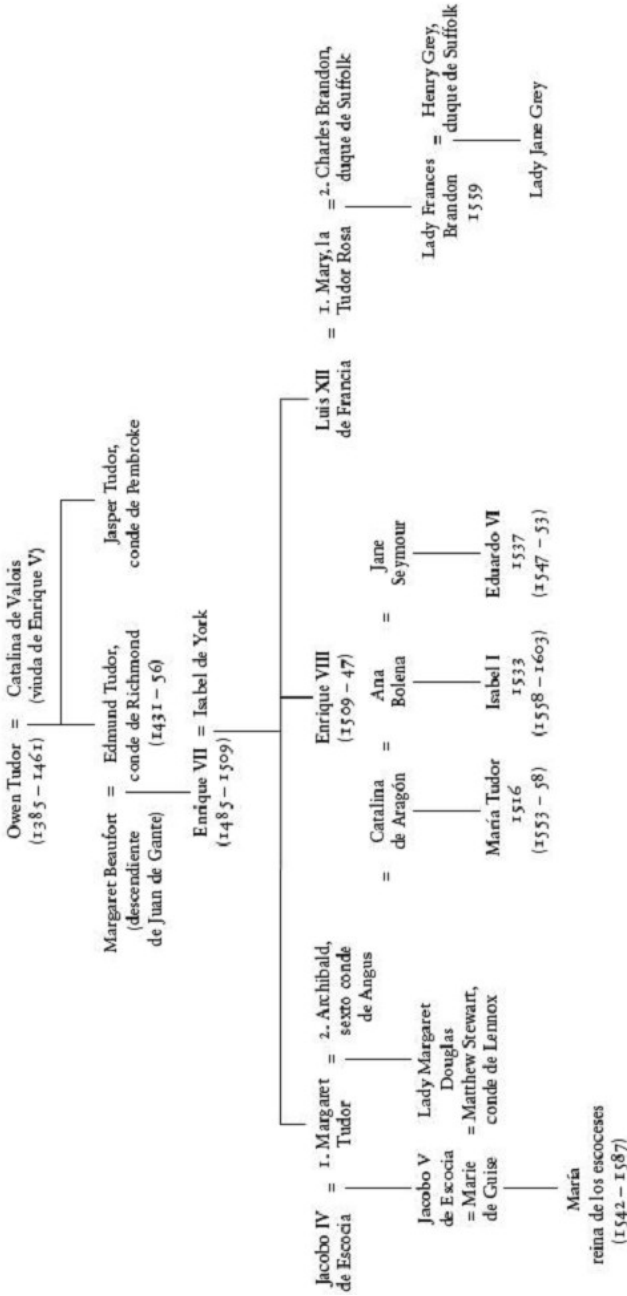 Owen Tudor = Catalina de Valois
(1385 – 1461) (viuda de Enrique V)
Margaret Beaufort = Edmund Tudor,
(descendiente conde de Richmond
de Juan de Gante) (1431 – 56)
Jasper Tudor,
conde de Pembroke
Enrique VII = Isabel de York
(1485 – 1509)
Jacobo IV = 1. Margaret = 2. Archibald,
de Escocia Tudor sexto conde
de Angus
Enrique VIII
(1509 – 47)
Luis XII = 1. Mary, la = 2. Charles Brandon,
de Francia Tudor Rosa duque de Suffolk
= Catalina = Ana = Jane
de Aragón Bolena Seymour
Jacobo V
de Escocia
= Marie
de Guise
Lady Margaret
Douglas
= Matthew Stewart,
conde de Lennox
María Tudor
1516
(1553 – 58)
Isabel I
1533
(1558 – 1603)
Eduardo VI
1537
(1547 – 53)
Lady Frances = Henry Grey,
Brandon duque de Suffolk
1559
María
reina de los escoceses
(1542 – 1587)
Lady Jane Grey